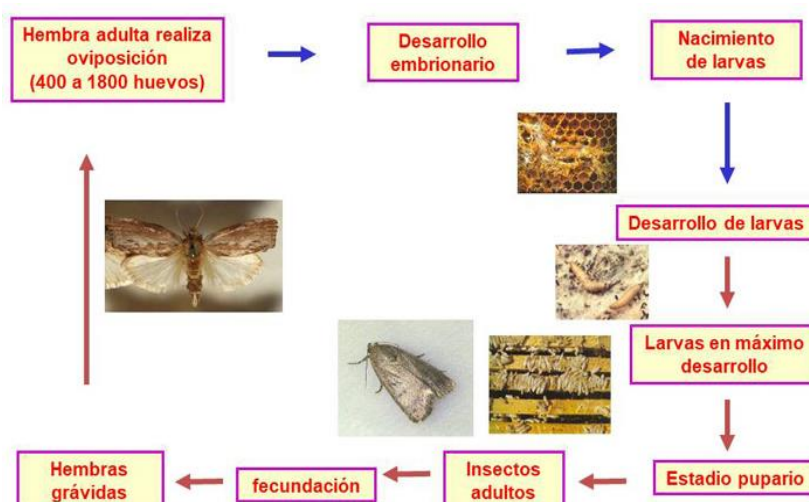 Hembra adulta realiza
oviposición
(400 a 1800 huevos)
Desarrollo
embrionario
Nacimiento
de larvas
Desarrollo de larvas
Larvas en máximo
desarrollo
Estadio pupario
Insectos
adultos
fecundación
Hembras
grávidas